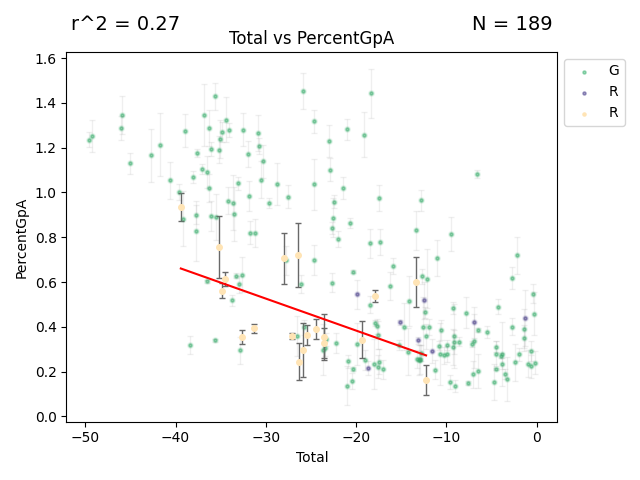 r^2 = 0.27
N = 189
Total vs PercentGpA
G
R
R
1.6
1.4
1.2
1.0
0.8
0.6
0.4
0.2
0.0
PercentGpA
−50
−40
−30
−20
−10
0
Total